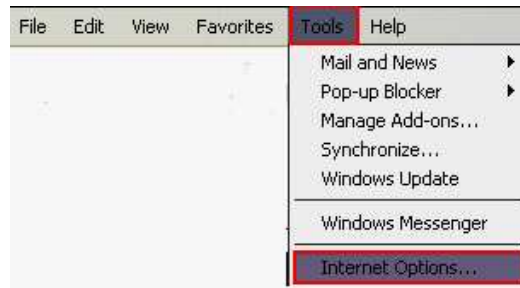 File Edit View Favorites Tools Help
Mail and News
Pop-up Blocker
Manage Add-ons...
Synchronize...
Windows Update
Windows Messenger
Internet Options...